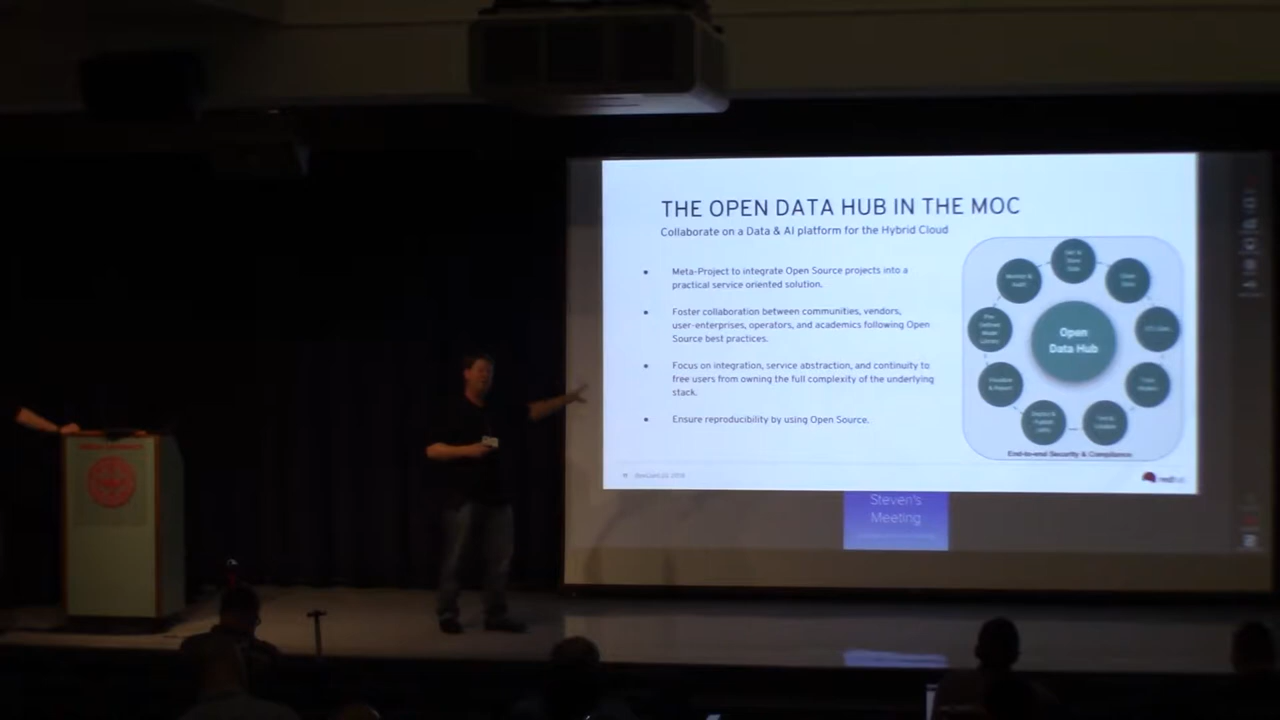 THE OPEN DATA HUB IN THE MOC
Collaborate on a Data & AI platform for the Hybrid Cloud
Meta-Project to integrate Open Source projects into a
practical service oriented solution.
Foster collaboration between communities, vendors,
user-enterprises, operators, and academics following Open
Source best practices.
Focus on integration, service abstraction, and continuity to
free users from owning the full complexity of the underlying
stack.
Ensure reproducibility by using Open Source.
Open
Data Hub
Deploy &
Publish
End-to-end Security & Compliance
redhat
Steven's
Meeting